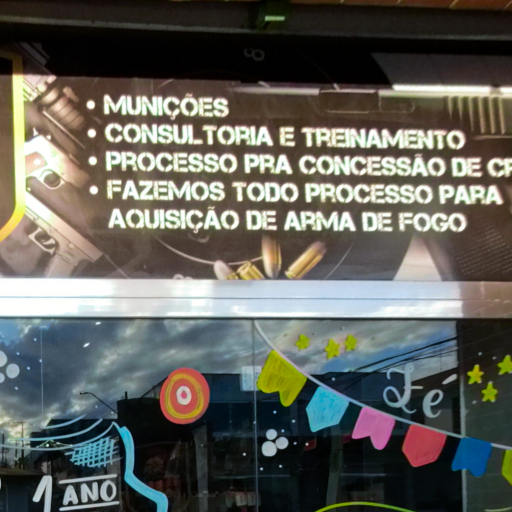 • MUNIÇÕES
• CONSULTORIA E TREINAMENTO
• PROCESSO PRA CONCESSÃO DE CR
• FAZEMOS TODO PROCESSO PARA
AQUISIÇÃO DE ARMA DE FOGO
Fé
1 ANO